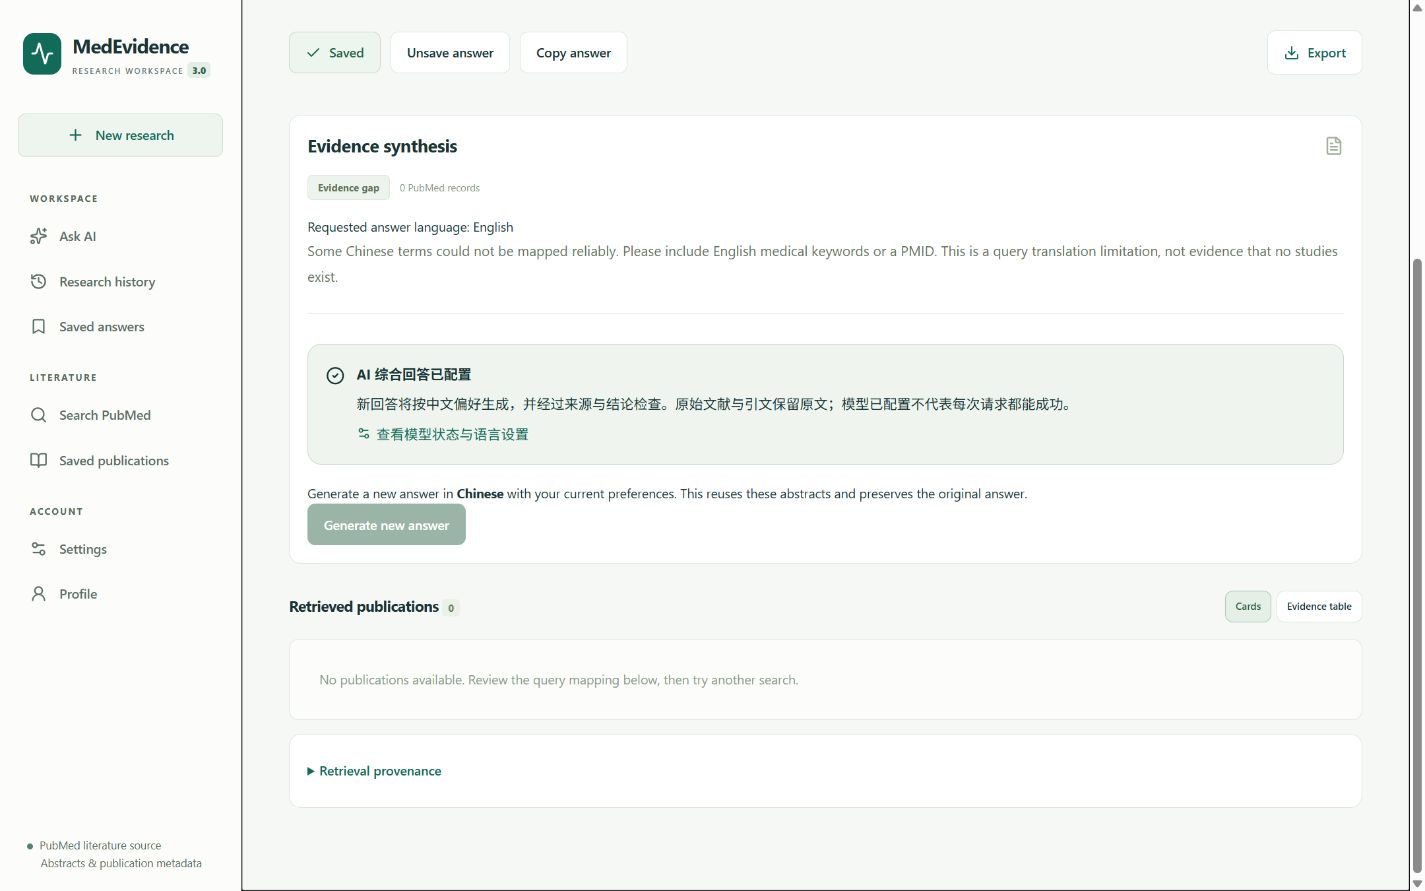 MedEvidence
RESEARCH WORKSPACE 3.0
New research
WORKSPACE
Ask AI
Research history
Saved answers
LITERATURE
Search PubMed
Saved publications
ACCOUNT
Settings
Profile
PubMed literature source
Abstracts & publication metadata
Saved
Unsave answer
Copy answer
Export
Evidence synthesis
Evidence gap
0 PubMed records
Requested answer language: English
Some Chinese terms could not be mapped reliably. Please include English medical keywords or a PMID. This is a query translation limitation, not evidence that no studies
exist.
AI 综合回答已配置
新回答将按中文偏好生成，并经过来源与结论检查。原始文献与引文保留原文；模型已配置不代表每次请求都能成功。
查看模型状态与语言设置
Generate a new answer in Chinese with your current preferences. This reuses these abstracts and preserves the original answer.
Generate new answer
Retrieved publications 0
Cards
Evidence table
No publications available. Review the query mapping below, then try another search.
Retrieval provenance